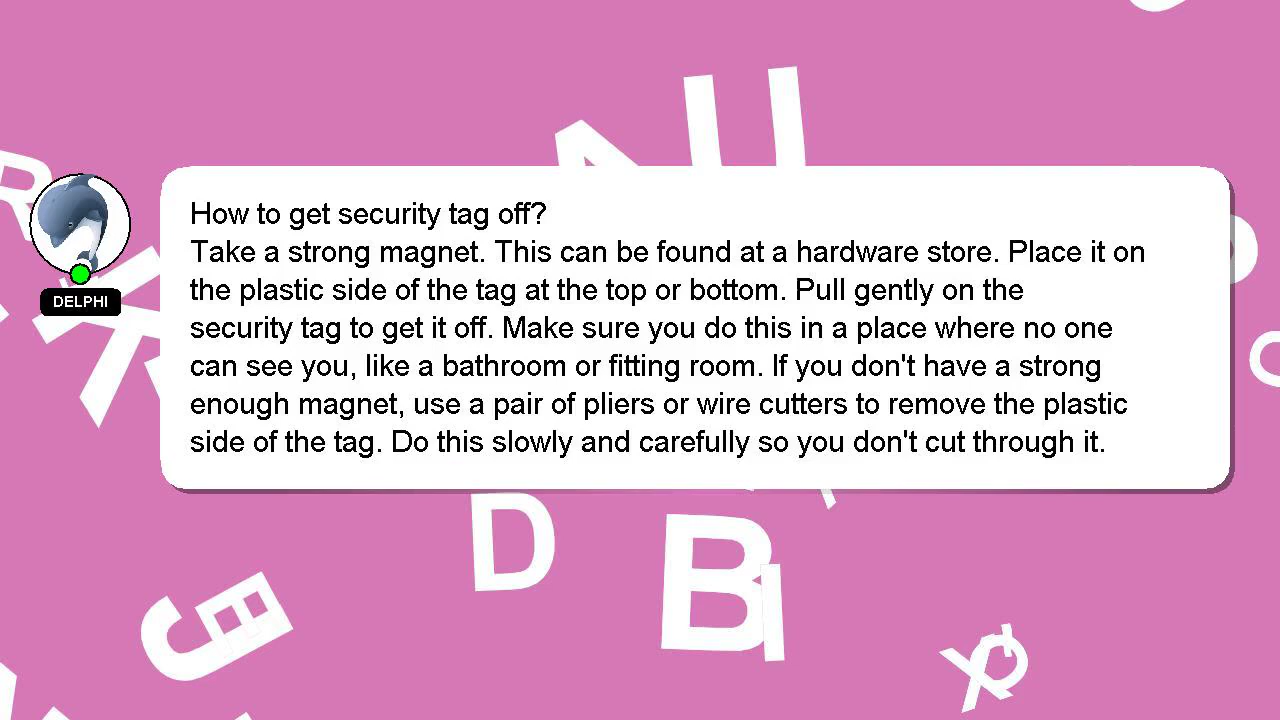 How to get security tag off?
Take a strong magnet. This can be found at a hardware store. Place it on
the plastic side of the tag at the top or bottom. Pull gently on the
security tag to get it off. Make sure you do this in a place where no one
can see you, like a bathroom or fitting room. If you don't have a strong
enough magnet, use a pair of pliers or wire cutters to remove the plastic
side of the tag. Do this slowly and carefully so you don't cut through it.
DELPHI
R
K
U
D
B
I
E
X